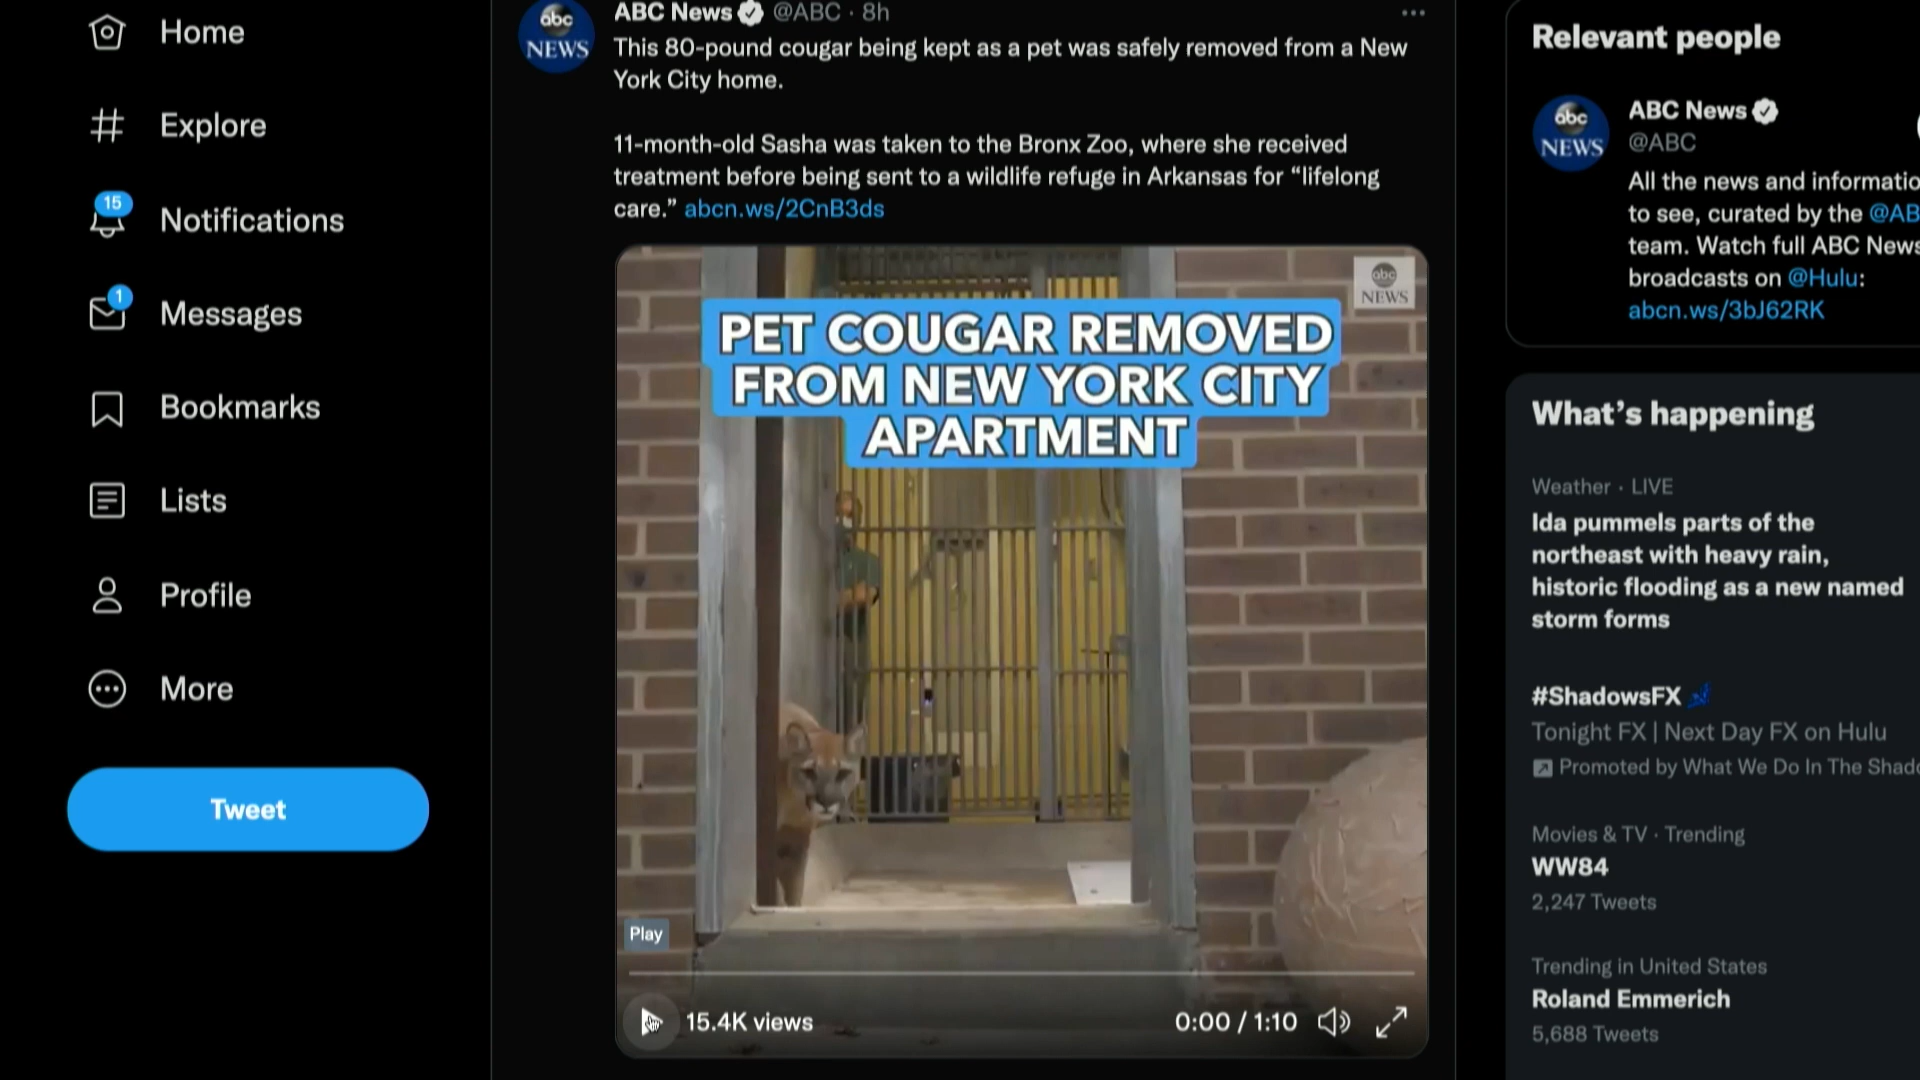 Home
Explore
15
Notifications
1
Messages
Bookmarks
Lists
Profile
More
Tweet
abc
NEWS
ABC News @ABC · 8h
This 80-pound cougar being kept as a pet was safely removed from a New
York City home.
11-month-old Sasha was taken to the Bronx Zoo, where she received
treatment before being sent to a wildlife refuge in Arkansas for “lifelong
care.” abcn.ws/2CnB3ds
abc
NEWS
PET COUGAR REMOVED
FROM NEW YORK CITY
APARTMENT
Play
15.4K views
0:00 / 1:10
Relevant people
abc
NEWS
ABC News
@ABC
All the news and informatio
to see, curated by the @AB
team. Watch full ABC News
broadcasts on @Hulu:
abcn.ws/3bJ62RK
What’s happening
Weather · LIVE
Ida pummels parts of the
northeast with heavy rain,
historic flooding as a new named
storm forms
#ShadowsFX
Tonight FX | Next Day FX on Hulu
Promoted by What We Do In The Shado
Movies & TV · Trending
WW84
2,247 Tweets
Trending in United States
Roland Emmerich
5,688 Tweets